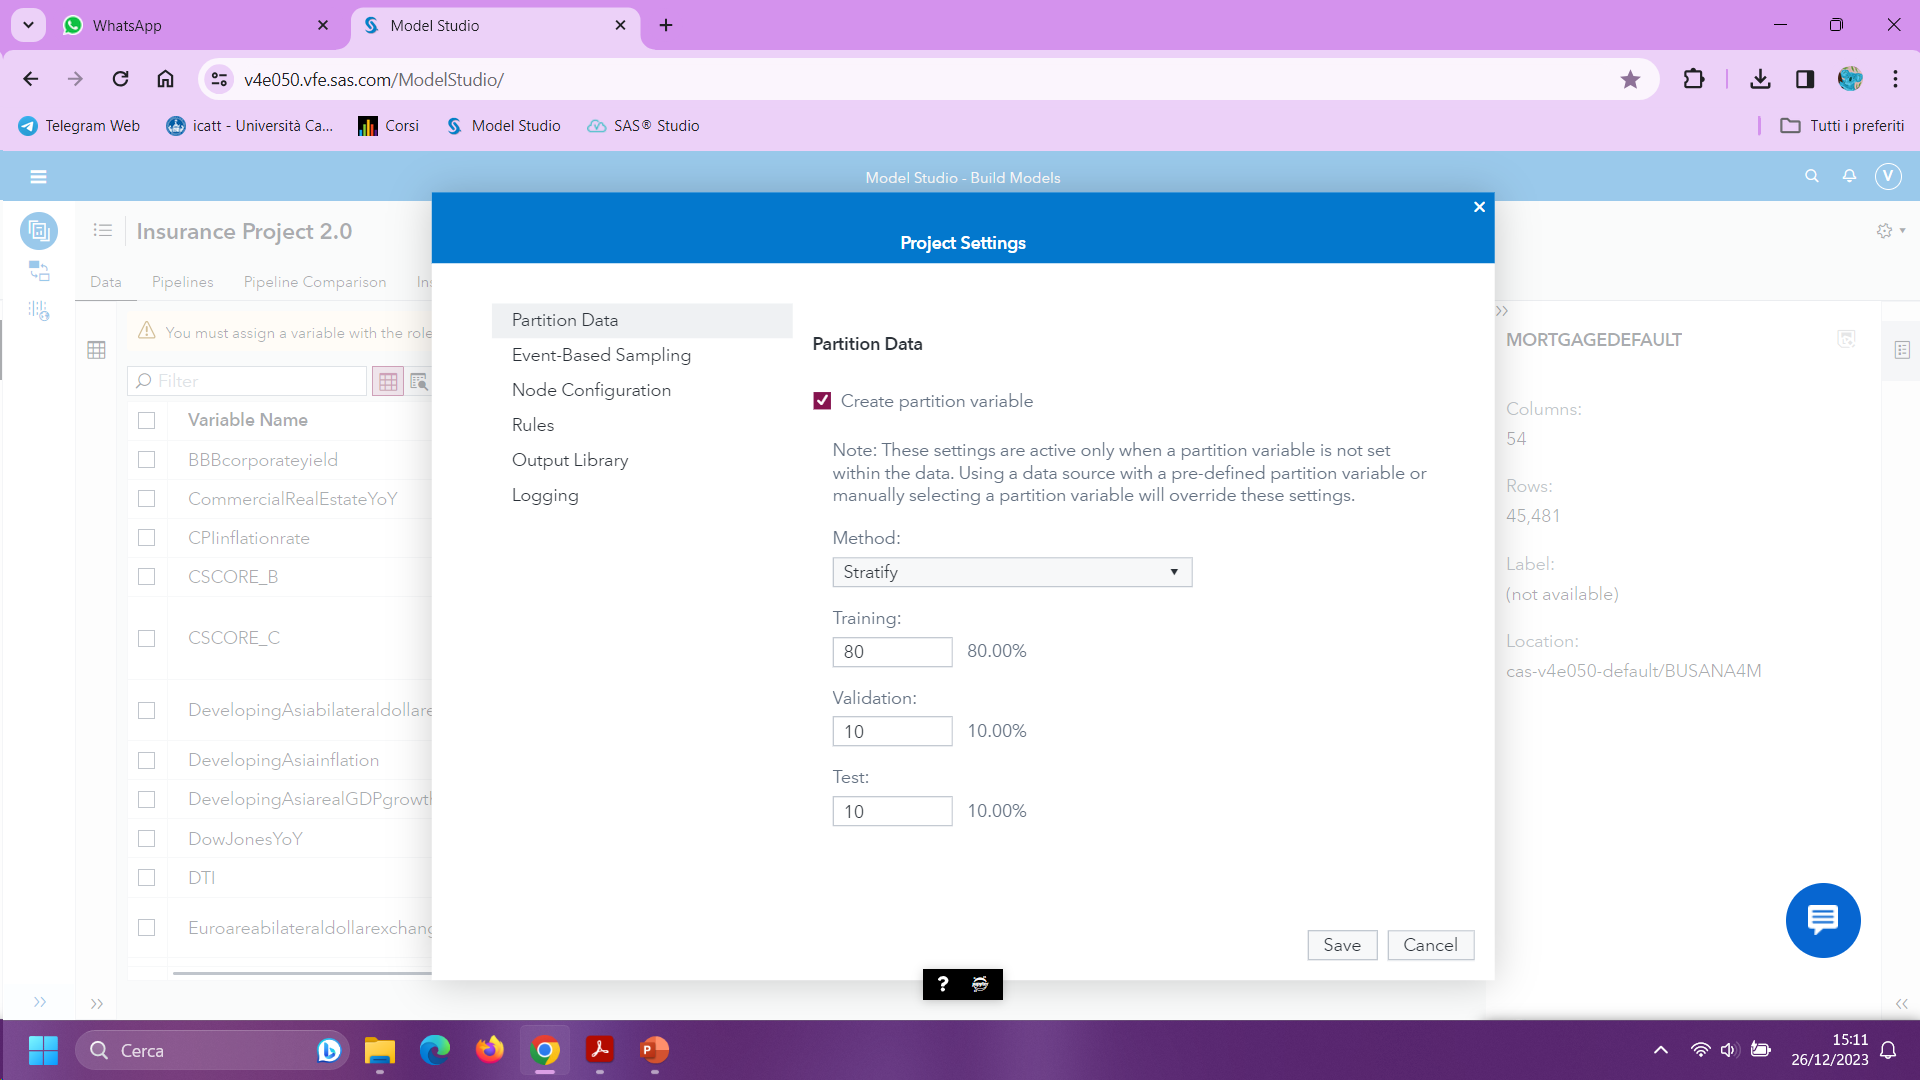 WhatsApp
Model Studio
v4e050.vfe.sas.com/ModelStudio/
Telegram Web
icatt - Università Ca...
Corsi
Model Studio
SAS® Studio
Tutti i preferiti
Model Studio - Build Models
V
Insurance Project 2.0
Data
Pipelines
Pipeline Comparison
You must assign a variable with the role
Filter
Variable Name
BBBcorporateyield
CommercialRealEstateYoY
CPIinflationrate
CSCORE_B
CSCORE_C
DevelopingAsiabilateraldollare
DevelopingAsiainflation
DevelopingAsiarealGDPgrowth
DowJonesYoY
DTI
Euroareabilateraldollarexchang
Project Settings
Partition Data
Event-Based Sampling
Node Configuration
Rules
Output Library
Logging
Partition Data
Create partition variable
Note: These settings are active only when a partition variable is not set
within the data. Using a data source with a pre-defined partition variable or
manually selecting a partition variable will override these settings.
Method:
Stratify
Training:
80 80.00%
Validation:
10 10.00%
Test:
10 10.00%
Save
Cancel
?
MORTGAGEDEFAULT
Columns:
54
Rows:
45,481
Label:
(not available)
Location:
cas-v4e050-default/BUSANA4M
Cerca
15:11
26/12/2023